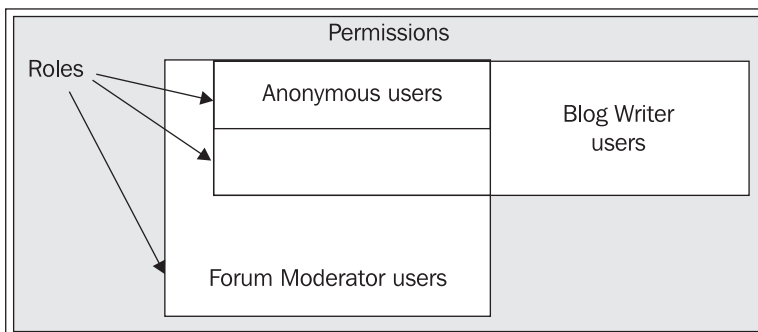 Permissions
Roles
Anonymous users
Blog Writer
users
Forum Moderator users